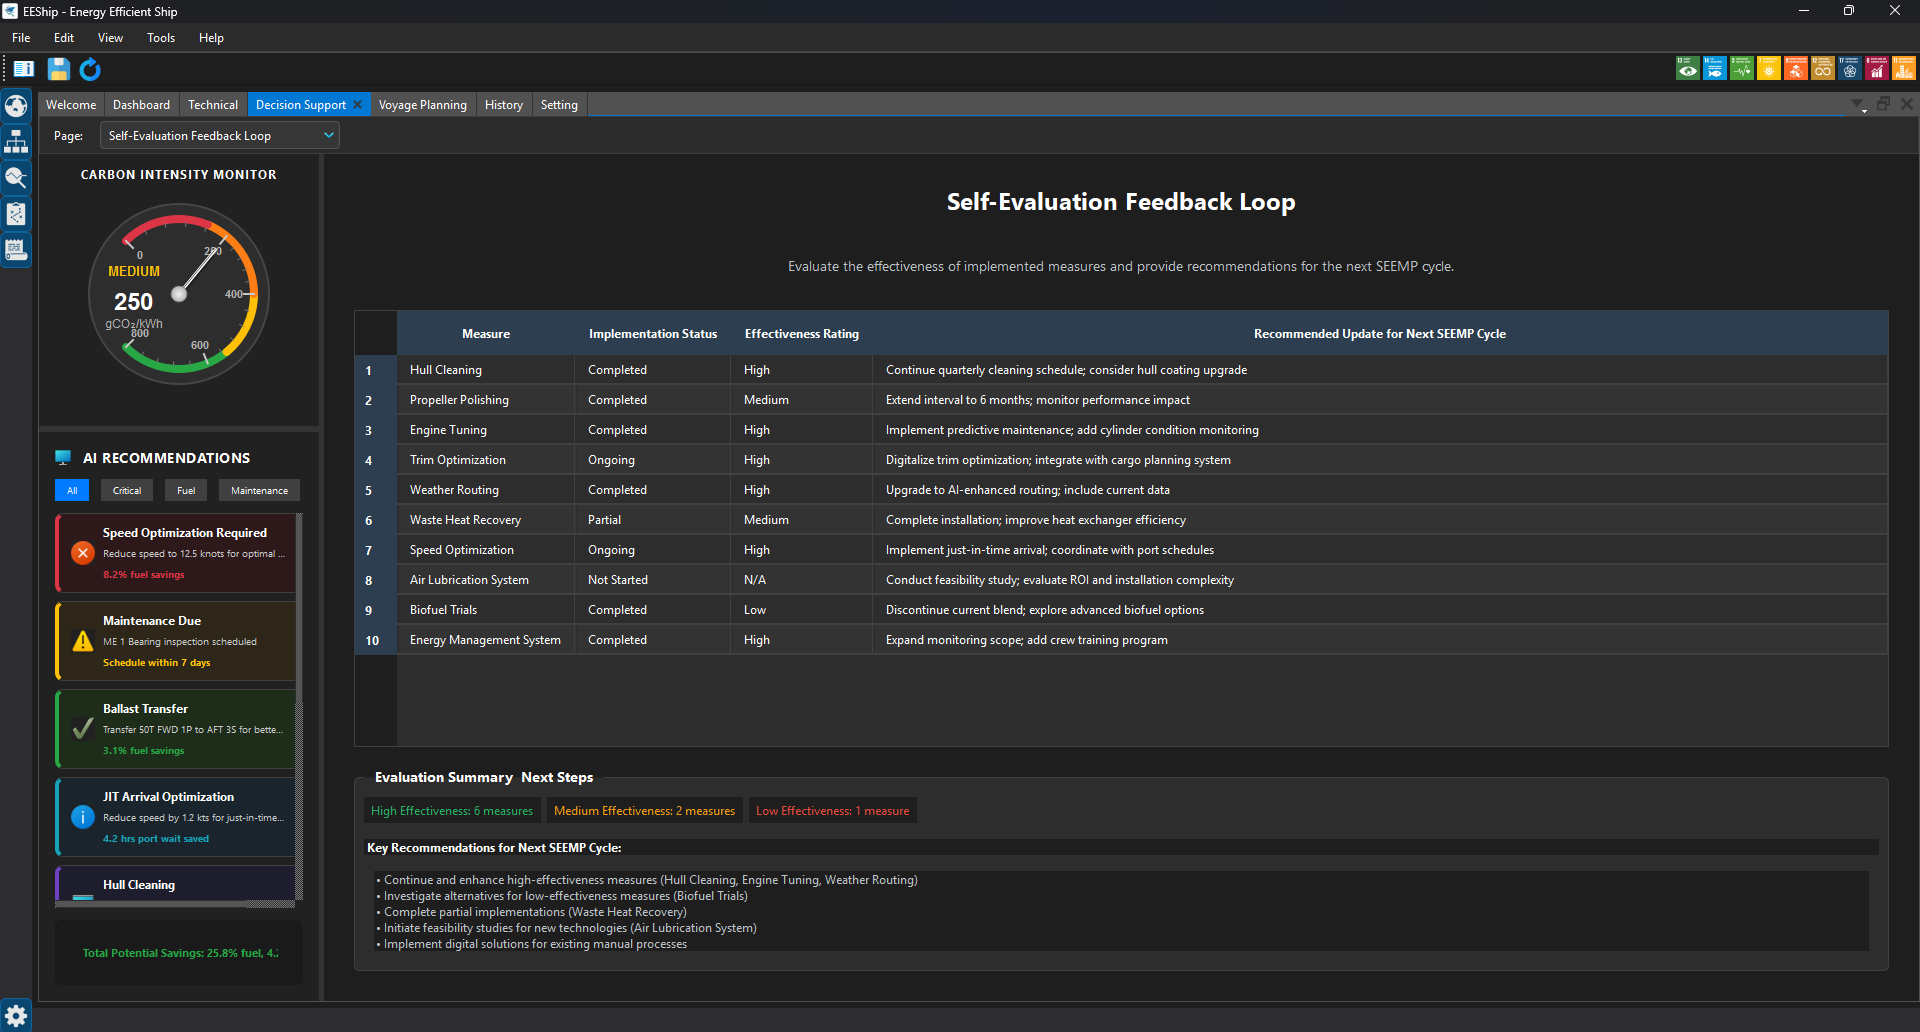 EEShip - Energy Efficient Ship
File Edit View Tools Help
Welcome Dashboard Technical Decision Support Voyage Planning History Setting
Page: Self-Evaluation Feedback Loop
CARBON INTENSITY MONITOR
0
400
600
800
MEDIUM
250
gCO₂/kWh
AI RECOMMENDATIONS
All Critical Fuel Maintenance
Speed Optimization Required
Reduce speed to 12.5 knots for optimal ...
8.2% fuel savings
Maintenance Due
ME 1 Bearing inspection scheduled
Schedule within 7 days
Ballast Transfer
Transfer 50T FWD 1P to AFT 3S for bette...
3.1% fuel savings
JIT Arrival Optimization
Reduce speed by 1.2 kts for just-in-time...
4.2 hrs port wait saved
Hull Cleaning
Total Potential Savings: 25.8% fuel, 4.
Self-Evaluation Feedback Loop
Evaluate the effectiveness of implemented measures and provide recommendations for the next SEEMP cycle.
Measure Implementation Status Effectiveness Rating Recommended Update for Next SEEMP Cycle
1 Hull Cleaning Completed High Continue quarterly cleaning schedule; consider hull coating upgrade
2 Propeller Polishing Completed Medium Extend interval to 6 months; monitor performance impact
3 Engine Tuning Completed High Implement predictive maintenance; add cylinder condition monitoring
4 Trim Optimization Ongoing High Digitalize trim optimization; integrate with cargo planning system
5 Weather Routing Completed High Upgrade to AI-enhanced routing; include current data
6 Waste Heat Recovery Partial Medium Complete installation; improve heat exchanger efficiency
7 Speed Optimization Ongoing High Implement just-in-time arrival; coordinate with port schedules
8 Air Lubrication System Not Started N/A Conduct feasibility study; evaluate ROI and installation complexity
9 Biofuel Trials Completed Low Discontinue current blend; explore advanced biofuel options
10 Energy Management System Completed High Expand monitoring scope; add crew training program
Evaluation Summary Next Steps
High Effectiveness: 6 measures Medium Effectiveness: 2 measures Low Effectiveness: 1 measure
Key Recommendations for Next SEEMP Cycle:
• Continue and enhance high-effectiveness measures (Hull Cleaning, Engine Tuning, Weather Routing)
• Investigate alternatives for low-effectiveness measures (Biofuel Trials)
• Complete partial implementations (Waste Heat Recovery)
• Initiate feasibility studies for new technologies (Air Lubrication System)
• Implement digital solutions for existing manual processes